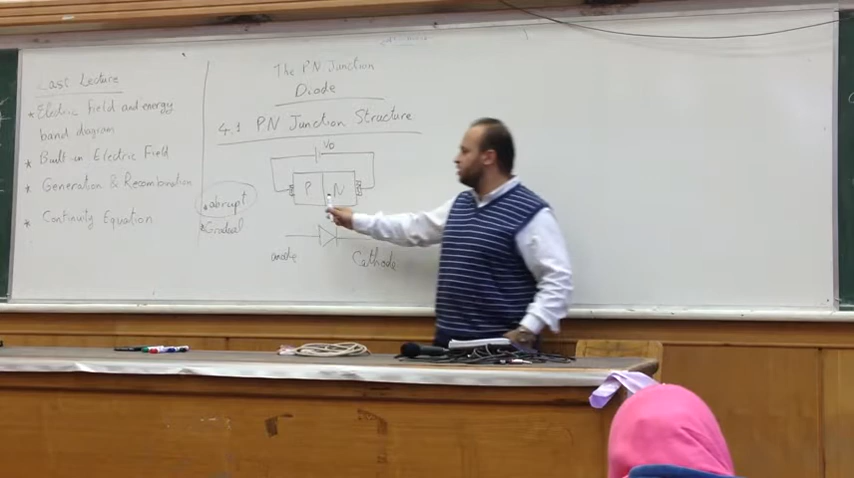 Last Lecture
* Electric Field and energy
band diagram
* Built-in Electric Field
* Generation & Recombination
* Continuity Equation
The P.N Junction
Diode
4.1 P.N Junction Structure
P N
* abrupt
* Gradual
anode
Cathode